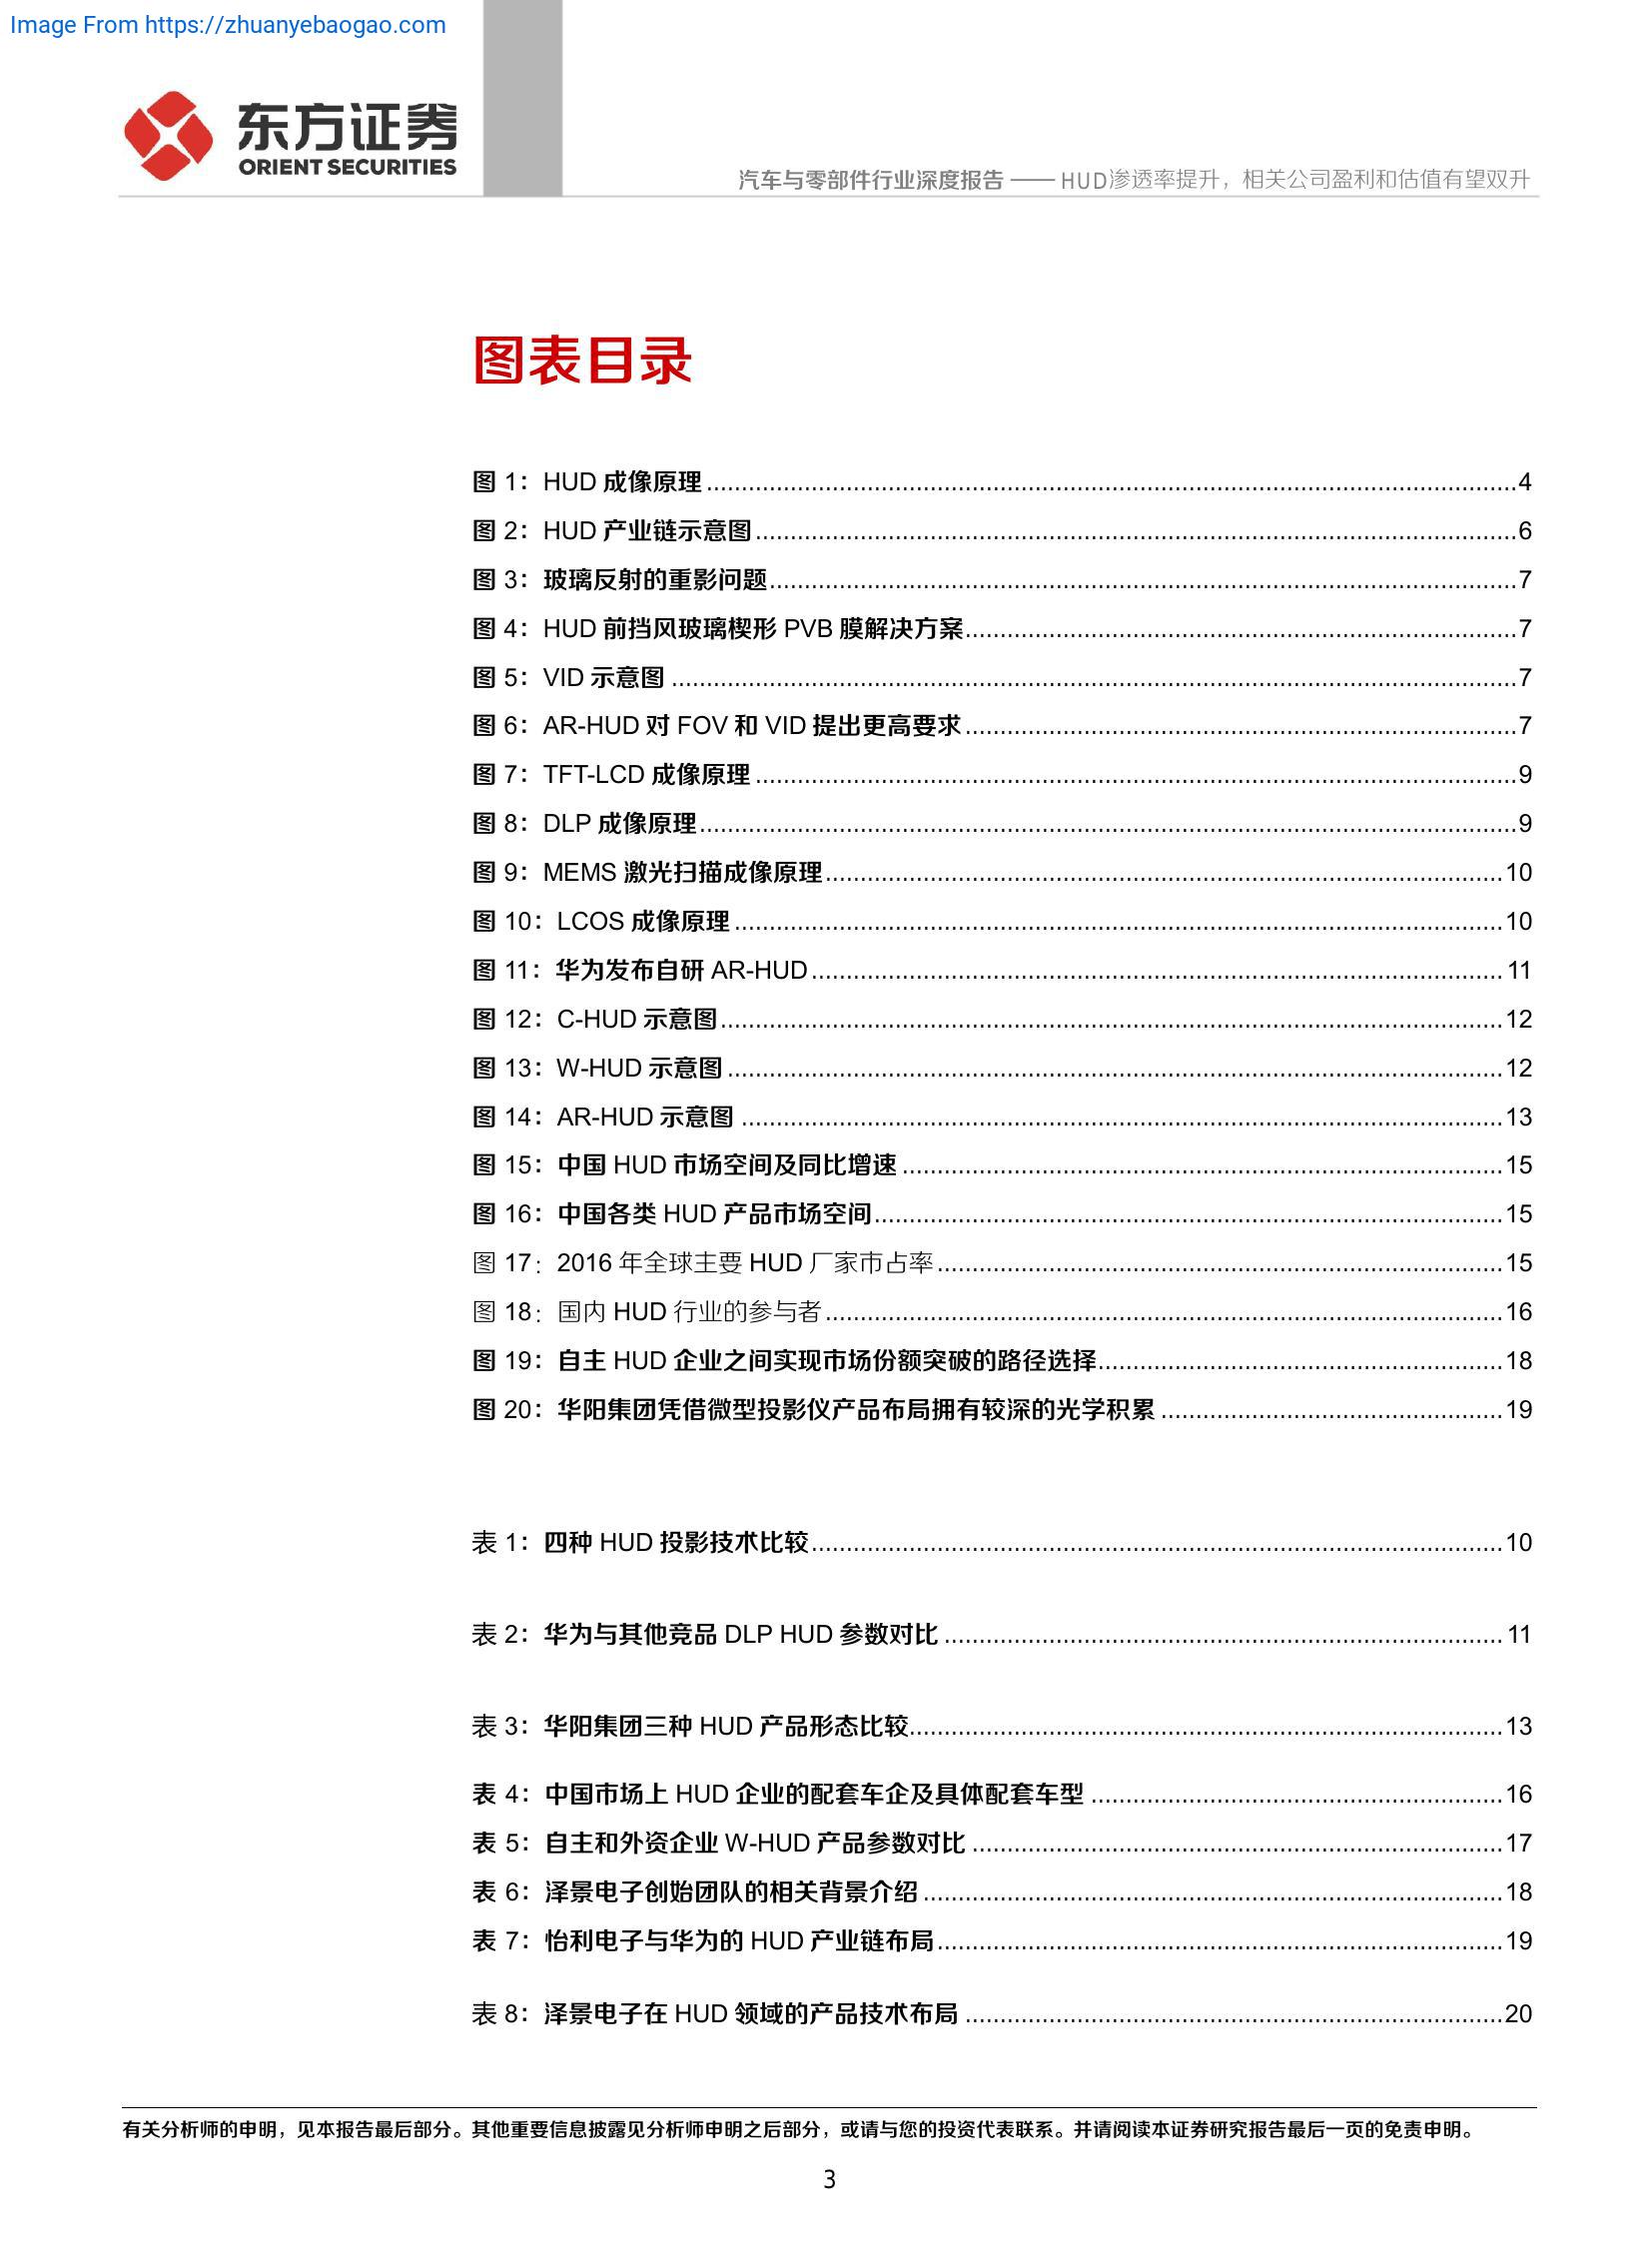 Image From https://zhuanyebaogao.com
东方证券
ORIENT SECURITIES
汽车与零部件行业深度报告 —— HUD渗透率提升，相关公司盈利和估值有望双升
图表目录
图 1：HUD 成像原理 ........ 4
图 2：HUD 产业链示意图 ........ 6
图 3：玻璃反射的重影问题 ........ 7
图 4：HUD 前挡风玻璃楔形 PVB 膜解决方案 ........ 7
图 5：VID 示意图 ........ 7
图 6：AR-HUD 对 FOV 和 VID 提出更高要求 ........ 7
图 7：TFT-LCD 成像原理 ........ 9
图 8：DLP 成像原理 ........ 9
图 9：MEMS 激光扫描成像原理 ........ 10
图 10：LCOS 成像原理 ........ 10
图 11：华为发布自研 AR-HUD ........ 11
图 12：C-HUD 示意图 ........ 12
图 13：W-HUD 示意图 ........ 12
图 14：AR-HUD 示意图 ........ 13
图 15：中国 HUD 市场空间及同比增速 ........ 15
图 16：中国各类 HUD 产品市场空间 ........ 15
图 17：2016 年全球主要 HUD 厂家市占率 ........ 15
图 18：国内 HUD 行业的参与者 ........ 16
图 19：自主 HUD 企业之间实现市场份额突破的路径选择 ........ 18
图 20：华阳集团凭借微型投影仪产品布局拥有较深的光学积累 ........ 19
表 1：四种 HUD 投影技术比较 ........ 10
表 2：华为与其他竞品 DLP HUD 参数对比 ........ 11
表 3：华阳集团三种 HUD 产品形态比较 ........ 13
表 4：中国市场上 HUD 企业的配套车企及具体配套车型 ........ 16
表 5：自主和外资企业 W-HUD 产品参数对比 ........ 17
表 6：泽景电子创始团队的相关背景介绍 ........ 18
表 7：怡利电子与华为的 HUD 产业链布局 ........ 19
表 8：泽景电子在 HUD 领域的产品技术布局 ........ 20
有关分析师的申明，见本报告最后部分。其他重要信息披露见分析师申明之后部分，或请与您的投资代表联系。并请阅读本证券研究报告最后一页的免责申明。
3